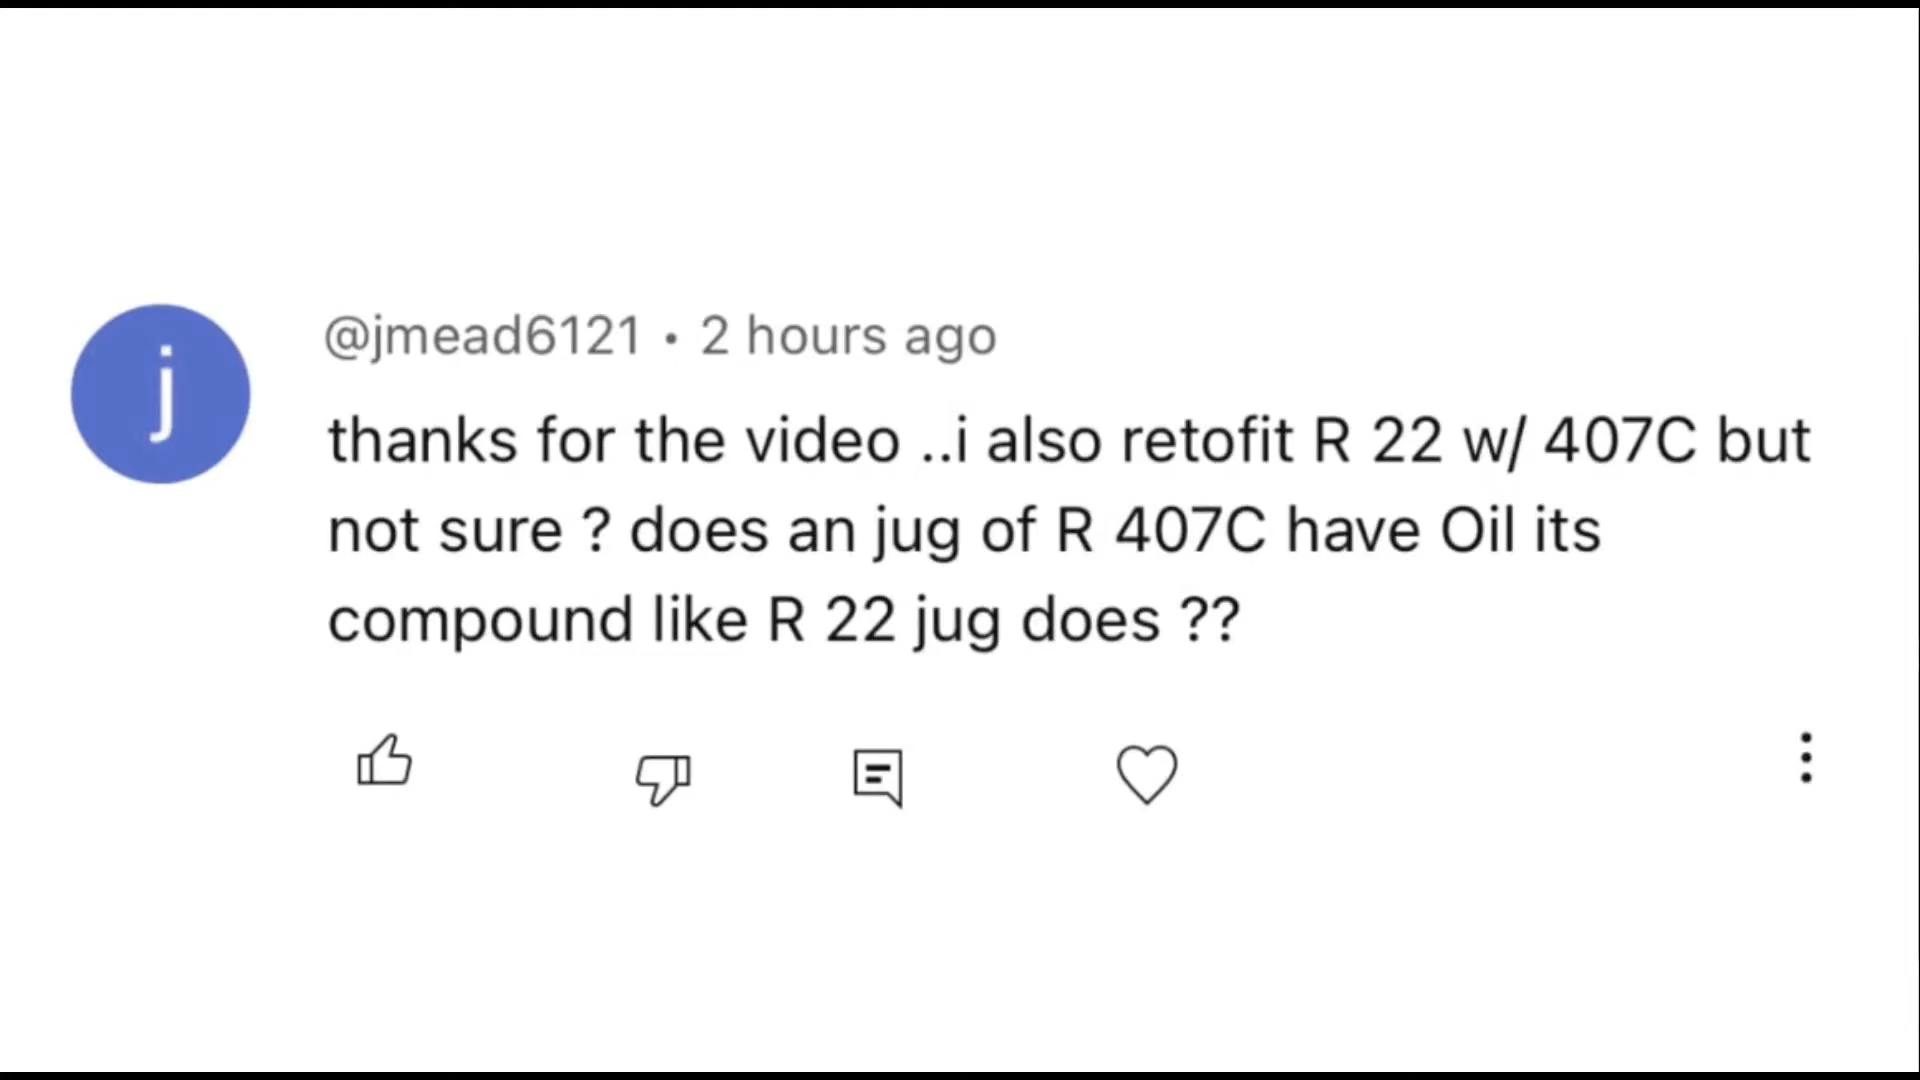 j
@jmead6121 • 2 hours ago
thanks for the video ..i also retofit R 22 w/ 407C but
not sure ? does an jug of R 407C have Oil its
compound like R 22 jug does ??